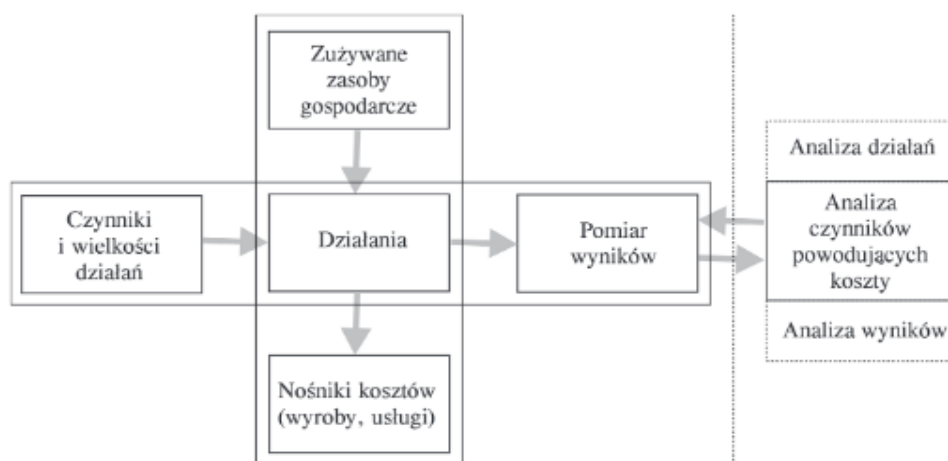 Zużywane
zasoby
gospodarcze
Analiza działań
Czynniki
i wielkości
działań
Działania
Pomiar
wyników
Analiza
czynników
powodujących
koszty
Analiza wyników
Nośniki kosztów
(wyroby, usługi)